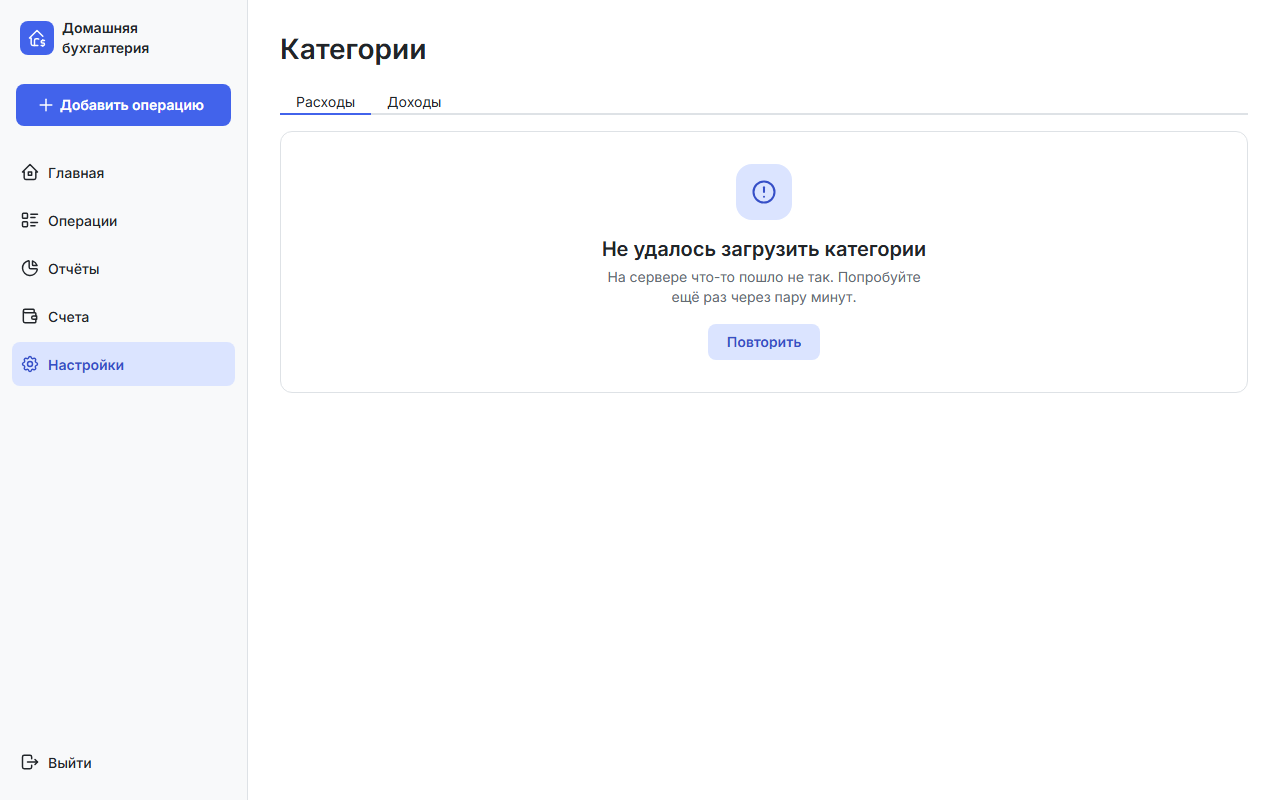 Домашняя
бухгалтерия
Добавить операцию
Главная
Операции
Отчёты
Счета
Настройки
Выйти
Категории
Расходы
Доходы
Не удалось загрузить категории
На сервере что-то пошло не так. Попробуйте
ещё раз через пару минут.
Повторить